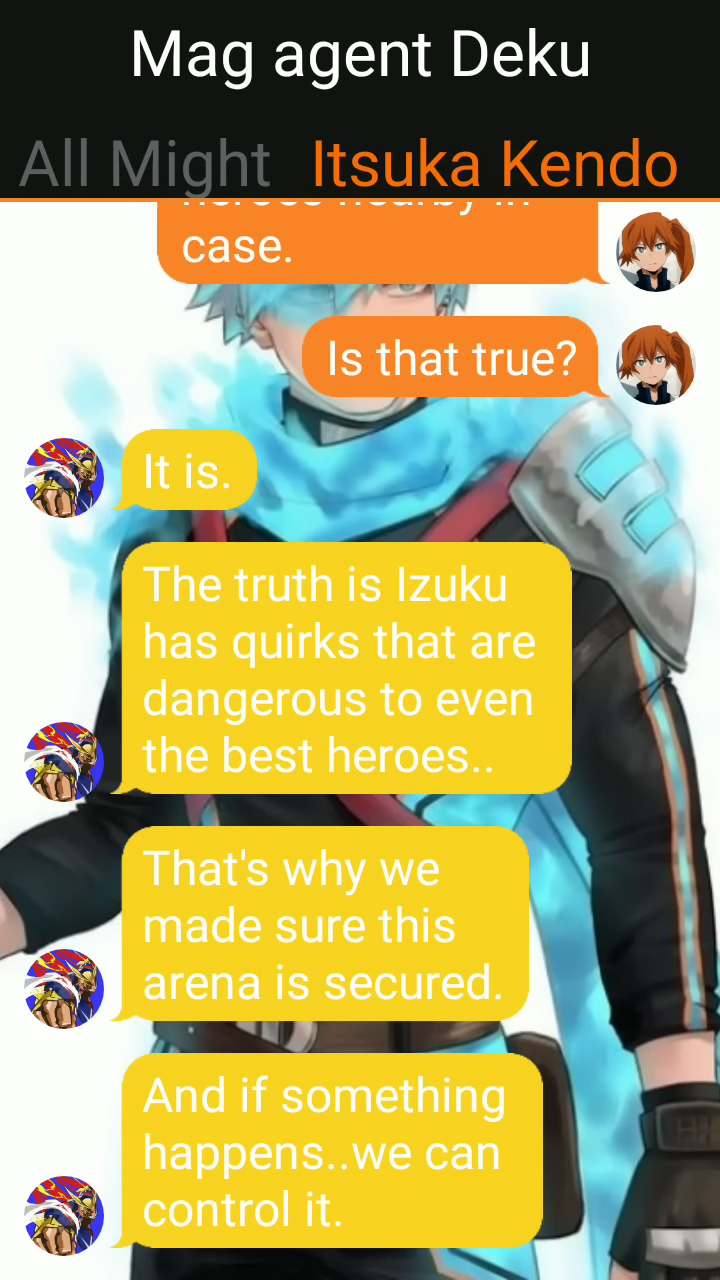 Mag agent Deku
All Might Itsuka Kendo
case.
Is that true?
It is.
The truth is Izuku
has quirks that are
dangerous to even
the best heroes..
That's why we
made sure this
arena is secured.
And if something
happens..we can
control it.